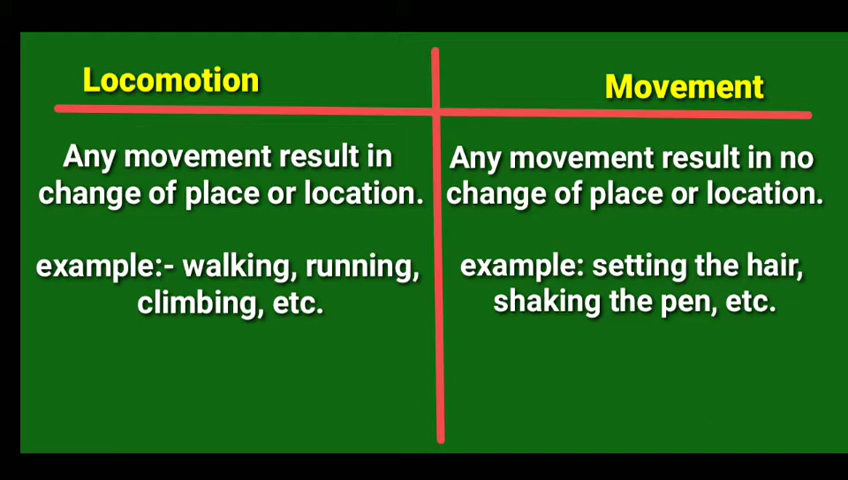 Locomotion
Any movement result in
change of place or location.
example:- walking, running,
climbing, etc.
Movement
Any movement result in no
change of place or location.
example: setting the hair,
shaking the pen, etc.